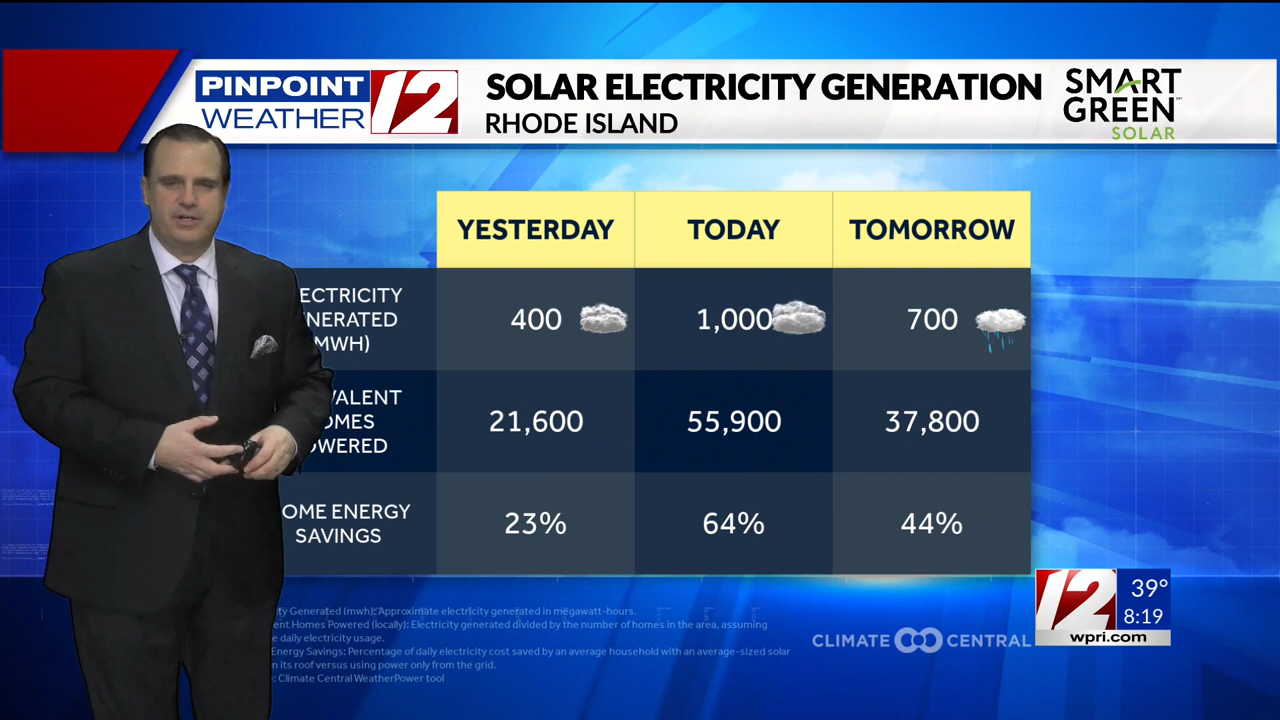 PINPOINT
WEATHER 12
SOLAR ELECTRICITY GENERATION
RHODE ISLAND
SMART
GREEN
SOLAR
YESTERDAY TODAY TOMORROW
ECTRICITY
NERATED
MWH)
400 1,000 700
VALENT
OMES
OWERED
21,600 55,900 37,800
OME ENERGY
SAVINGS
23% 64% 44%
ty Generated (mwh): Approximate electricity generated in megawatt-hours.
ent Homes Powered (locally): Electricity generated divided by the number of homes in the area, assuming
e daily electricity usage.
Energy Savings: Percentage of daily electricity cost saved by an average household with an average-sized solar
n its roof versus using power only from the grid.
: Climate Central WeatherPower tool
CLIMATE CENTRAL
12
39°
8:19
wpri.com